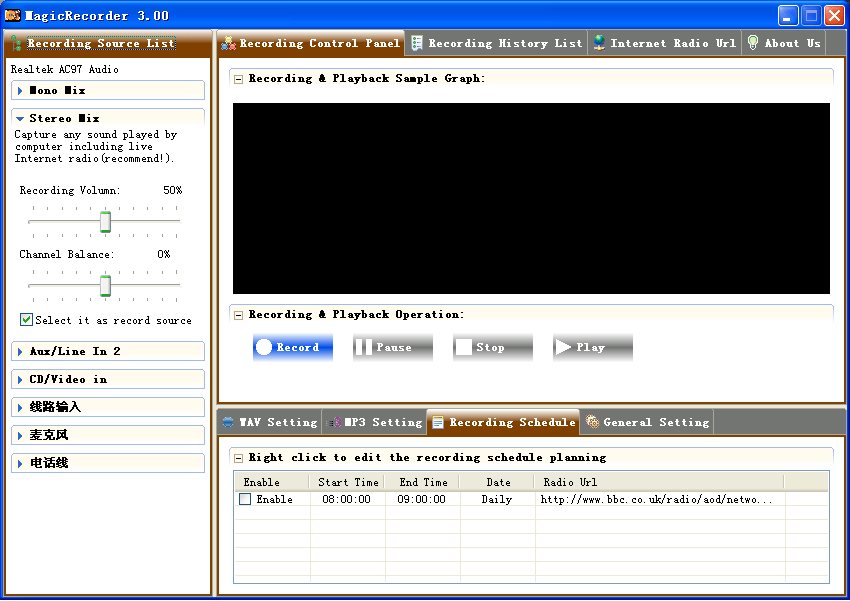 MagicRecorder 3.00
Recording Source List
Realtek AC97 Audio
Mono Mix
Stereo Mix
Capture any sound played by
computer including live
Internet radio(recommend!).
Recording Volumn: 50%
Channel Balance: 0%
Select it as record source
Aux/Line In 2
CD/Video in
线路输入
麦克风
电话线
Recording Control Panel Recording History List Internet Radio Url About Us
Recording & Playback Sample Graph:
Recording & Playback Operation:
Record Pause Stop Play
WAV Setting MP3 Setting Recording Schedule General Setting
Right click to edit the recording schedule planning
Enable Start Time End Time Date Radio Url
Enable 08:00:00 09:00:00 Daily http://www.bbc.co.uk/radio/aod/netwo...